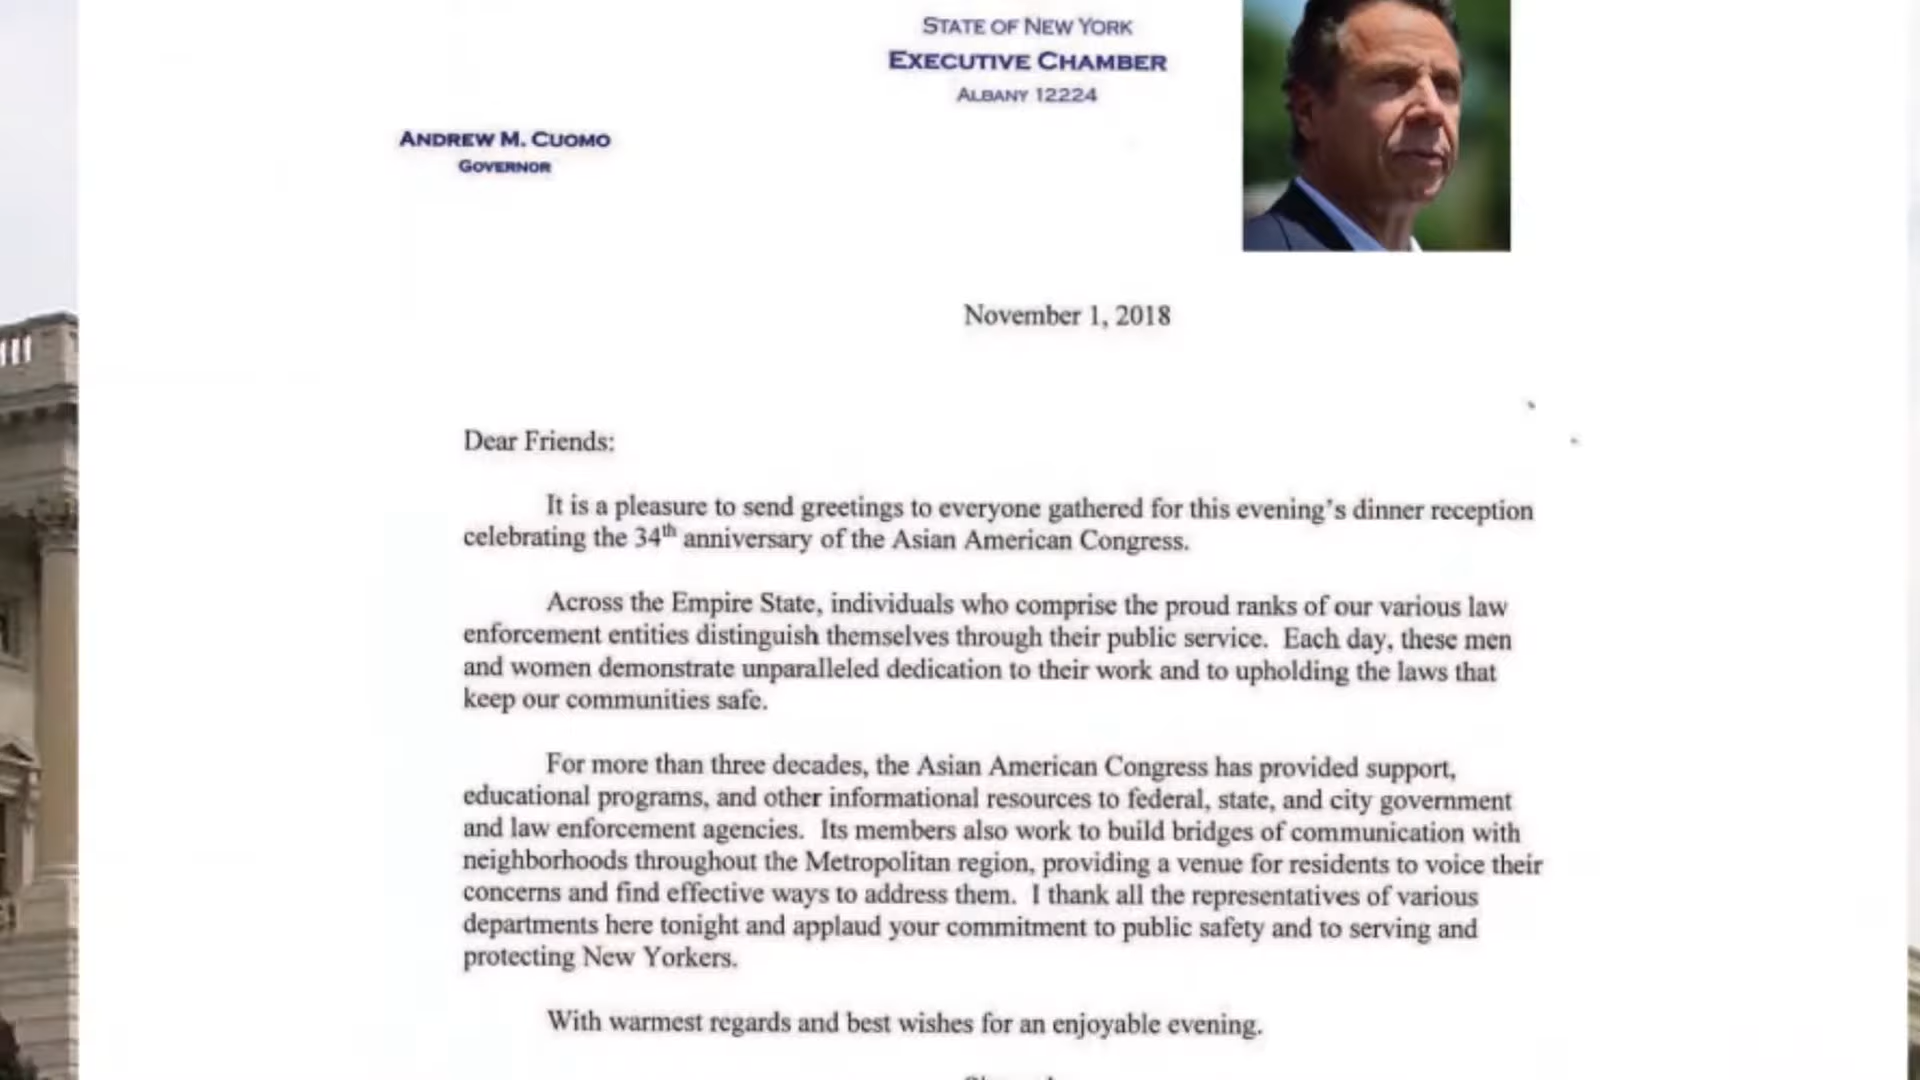 STATE OF NEW YORK
EXECUTIVE CHAMBER
ALBANY 12224
ANDREW M. CUOMO
GOVERNOR
November 1, 2018
Dear Friends:
It is a pleasure to send greetings to everyone gathered for this evening's dinner reception
celebrating the 34th anniversary of the Asian American Congress.
Across the Empire State, individuals who comprise the proud ranks of our various law
enforcement entities distinguish themselves through their public service. Each day, these men
and women demonstrate unparalleled dedication to their work and to upholding the laws that
keep our communities safe.
For more than three decades, the Asian American Congress has provided support,
educational programs, and other informational resources to federal, state, and city government
and law enforcement agencies. Its members also work to build bridges of communication with
neighborhoods throughout the Metropolitan region, providing a venue for residents to voice their
concerns and find effective ways to address them. I thank all the representatives of various
departments here tonight and applaud your commitment to public safety and to serving and
protecting New Yorkers.
With warmest regards and best wishes for an enjoyable evening.